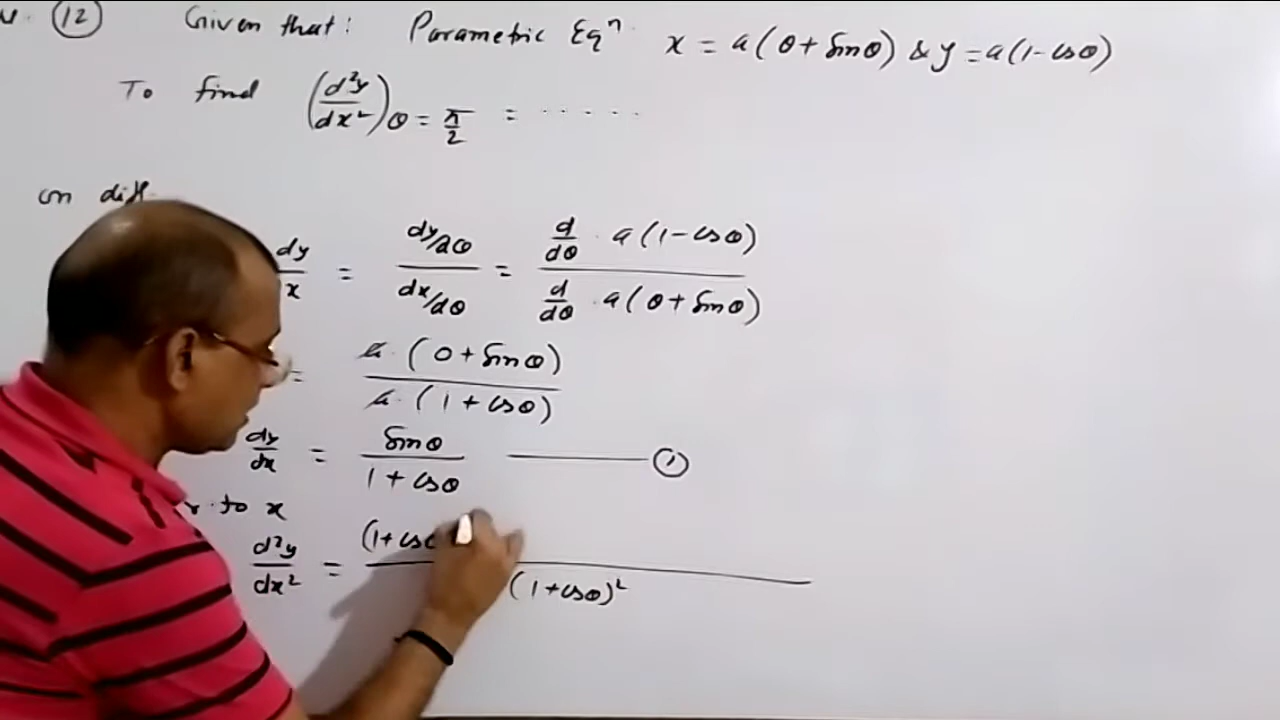 (12) Given that: Parametric Eqⁿ. x = a(θ + Sinθ) & y = a(1 - cosθ)
To find (d²y/dx²)θ = π/2 = . . . . . .
on diff.
dy/x = dy/dθ / dx/dθ = d/dθ . a(1 - cosθ) / d/dθ . a(θ + Sinθ)
= a . (0 + Sinθ) / a . (1 + cosθ)
dy/dx = Sinθ / 1 + cosθ ——— (1)
to x
d²y/dx² = (1 + cos / (1 + cosθ)²